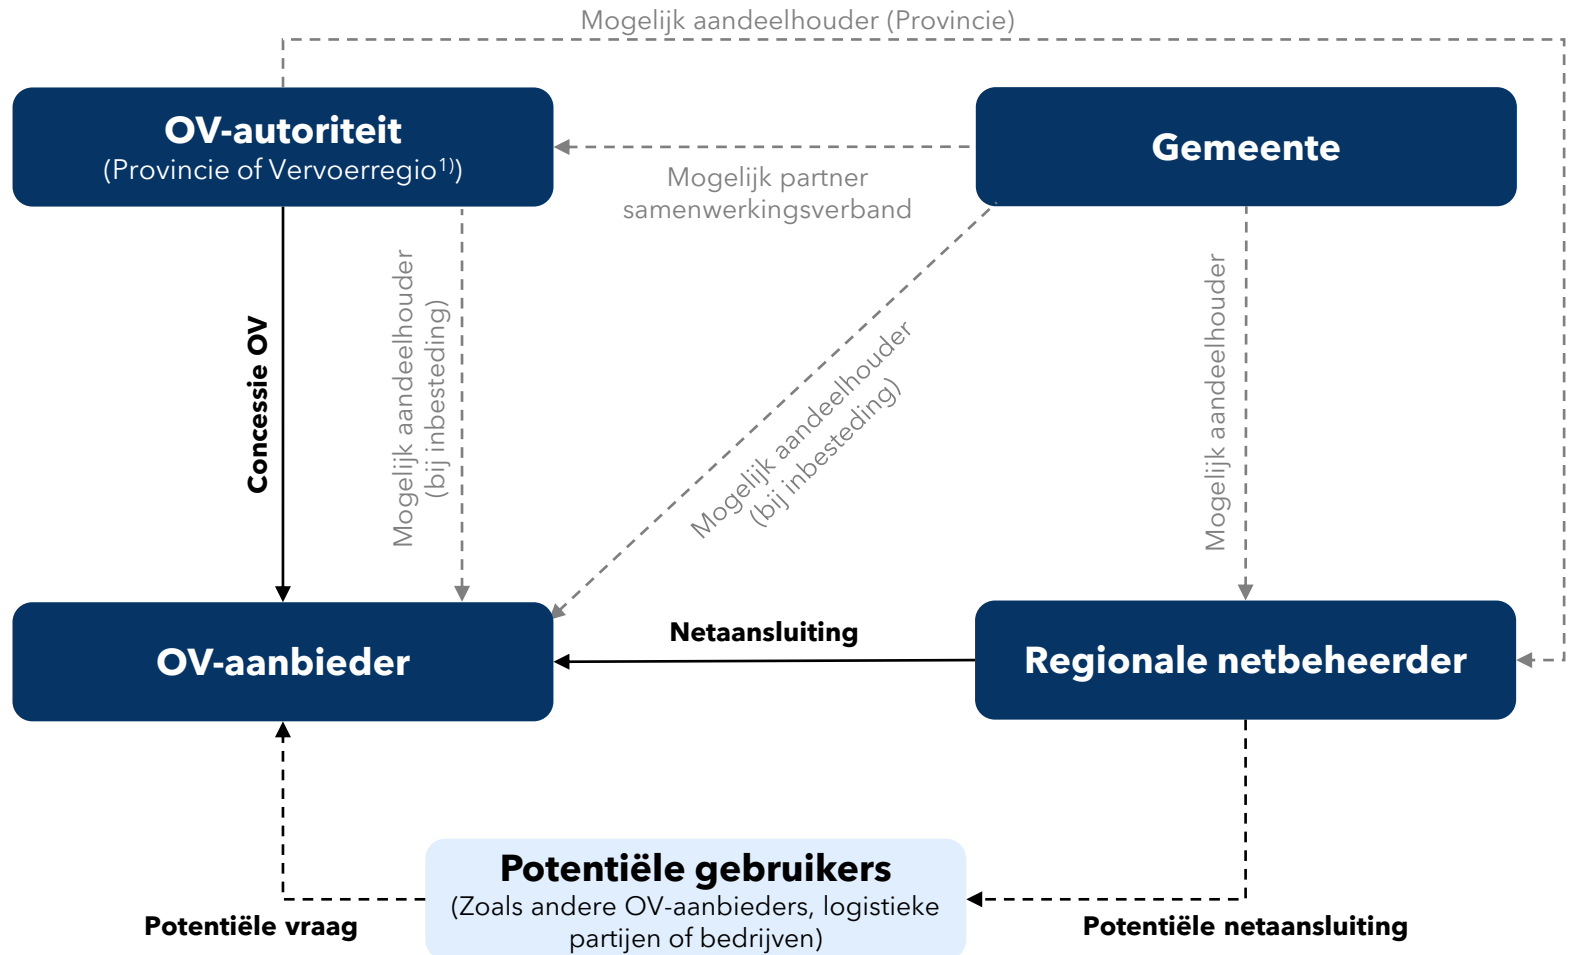 Mogelijk aandeelhouder (Provincie)
OV-autoriteit
(Provincie of Vervoerregio¹⁾)
Gemeente
Mogelijk partner
samenwerkingsverband
Concessie OV
Mogelijk aandeelhouder
(bij inbesteding)
Mogelijk aandeelhouder
(bij inbesteding)
Mogelijk aandeelhouder
OV-aanbieder
Netaansluiting
Regionale netbeheerder
Potentiële gebruikers
(Zoals andere OV-aanbieders, logistieke
partijen of bedrijven)
Potentiële vraag
Potentiële netaansluiting